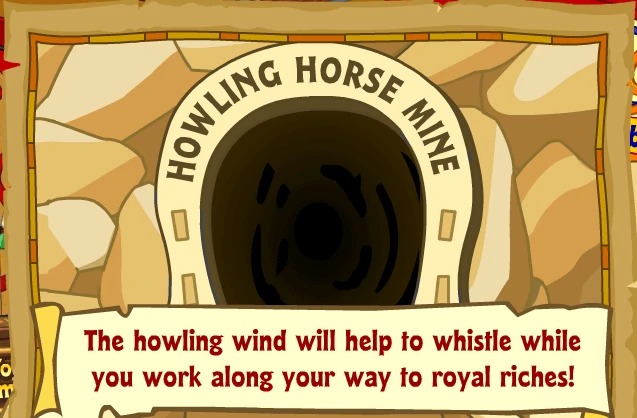 HOWLING HORSE MINE
The howling wind will help to whistle while
you work along your way to royal riches!